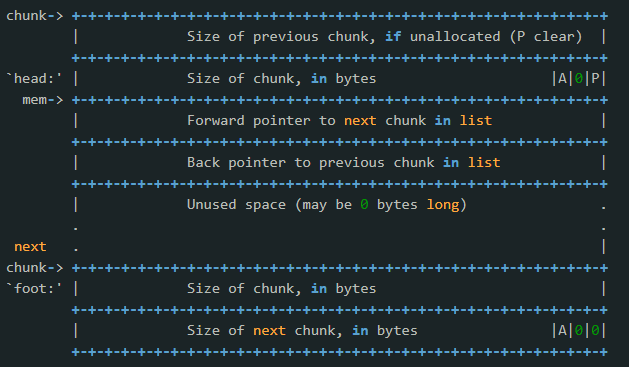 chunk-> +-+-+-+-+-+-+-+-+-+-+-+-+-+-+-+-+-+-+-+-+-+-+-+-+-+-+-+-+-+-+-+-+
        |             Size of previous chunk, if unallocated (P clear)  |
        +-+-+-+-+-+-+-+-+-+-+-+-+-+-+-+-+-+-+-+-+-+-+-+-+-+-+-+-+-+-+-+-+
`head:' |             Size of chunk, in bytes                     |A|0|P|
  mem-> +-+-+-+-+-+-+-+-+-+-+-+-+-+-+-+-+-+-+-+-+-+-+-+-+-+-+-+-+-+-+-+-+
        |             Forward pointer to next chunk in list             |
        +-+-+-+-+-+-+-+-+-+-+-+-+-+-+-+-+-+-+-+-+-+-+-+-+-+-+-+-+-+-+-+-+
        |             Back pointer to previous chunk in list            |
        +-+-+-+-+-+-+-+-+-+-+-+-+-+-+-+-+-+-+-+-+-+-+-+-+-+-+-+-+-+-+-+-+
        |             Unused space (may be 0 bytes long)                .
        .                                                               .
 next   .                                                               |
chunk-> +-+-+-+-+-+-+-+-+-+-+-+-+-+-+-+-+-+-+-+-+-+-+-+-+-+-+-+-+-+-+-+-+
`foot:' |             Size of chunk, in bytes                           |
        +-+-+-+-+-+-+-+-+-+-+-+-+-+-+-+-+-+-+-+-+-+-+-+-+-+-+-+-+-+-+-+-+
        |             Size of next chunk, in bytes                |A|0|0|
        +-+-+-+-+-+-+-+-+-+-+-+-+-+-+-+-+-+-+-+-+-+-+-+-+-+-+-+-+-+-+-+-+